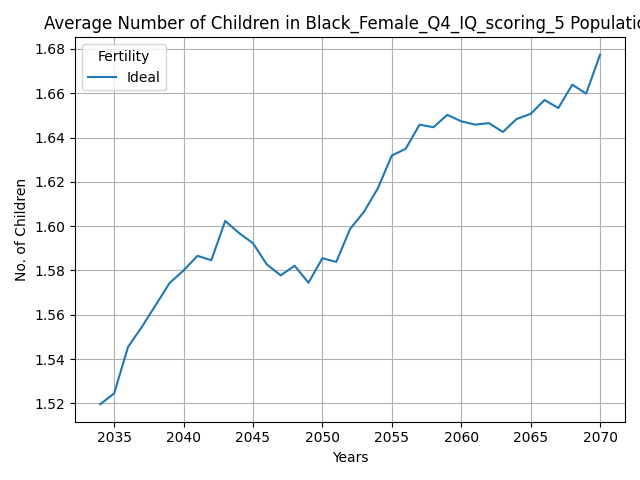 Average Number of Children in Black_Female_Q4_IQ_scoring_5 Populatio
Fertility
Ideal
1.68
1.66
1.64
1.62
1.60
1.58
1.56
1.54
1.52
No. of Children
2035 2040 2045 2050 2055 2060 2065 2070
Years